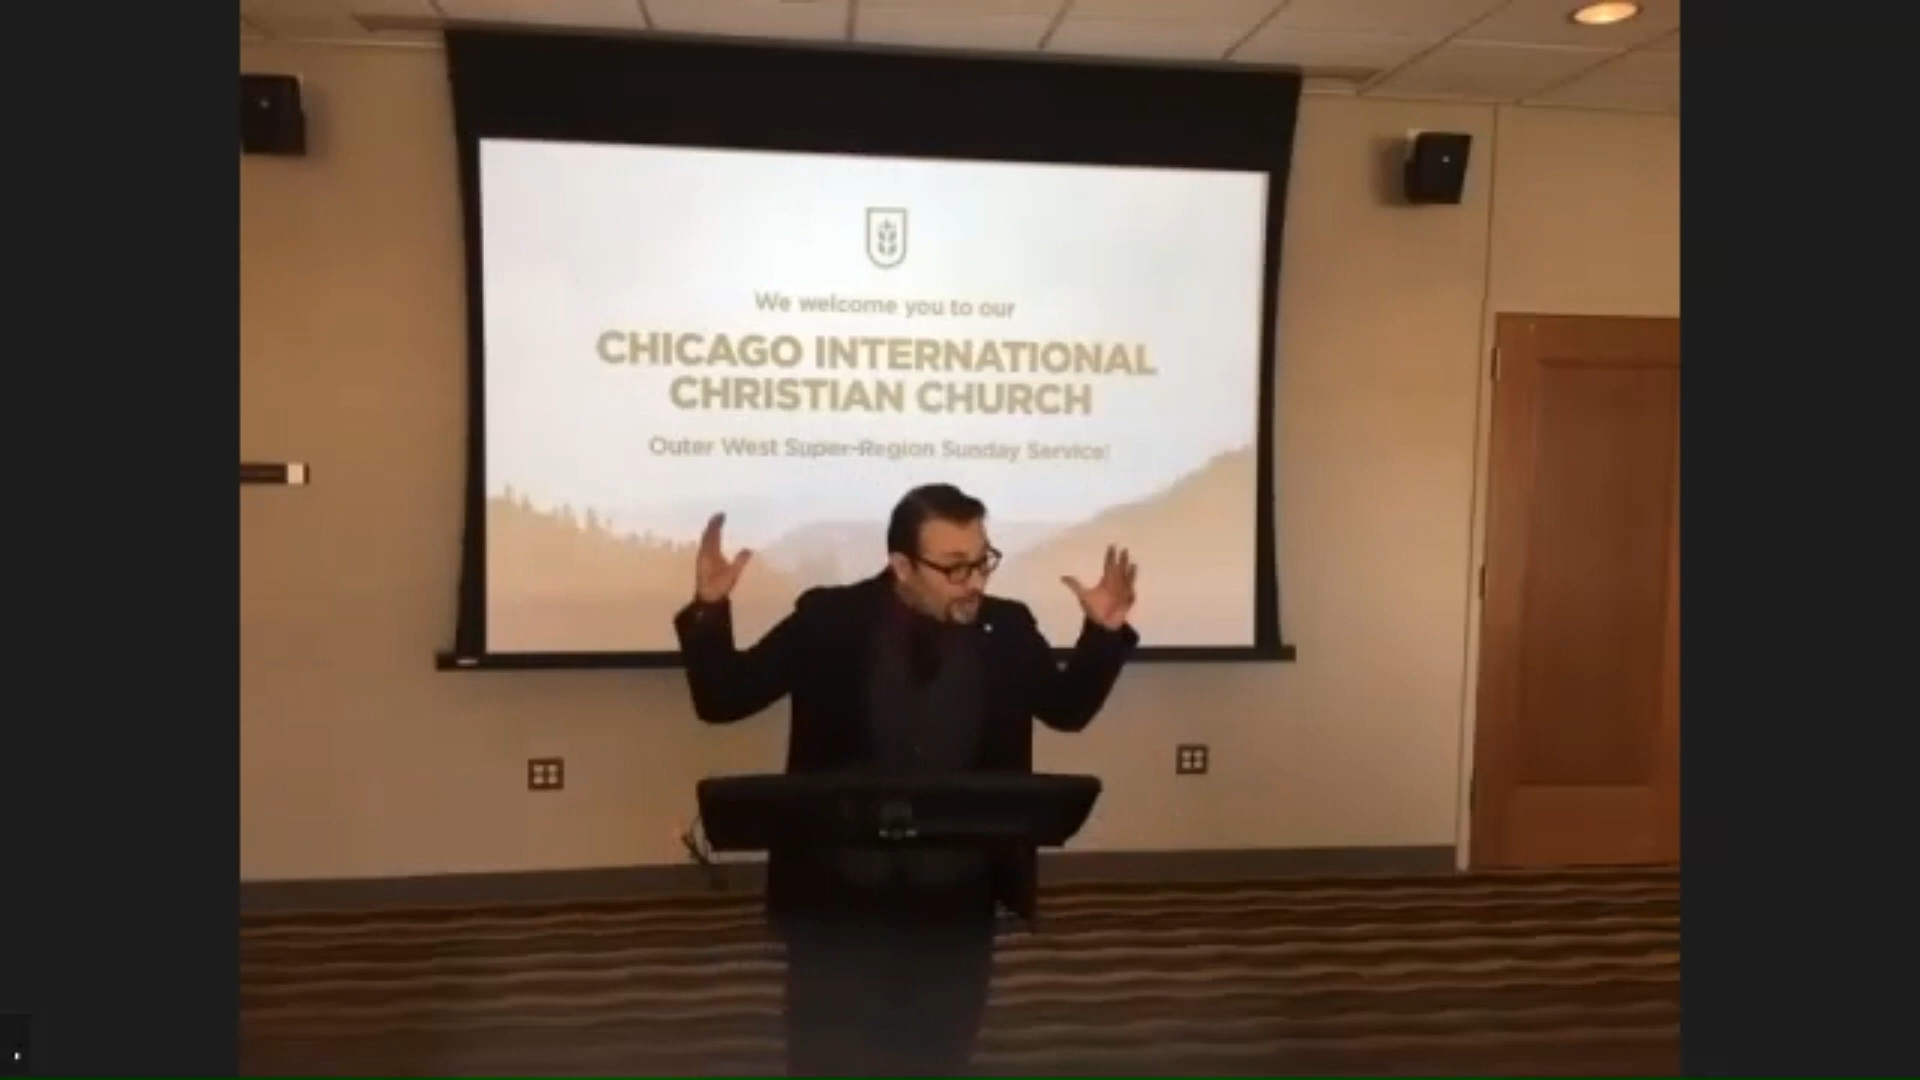 We welcome you to our
CHICAGO INTERNATIONAL
CHRISTIAN CHURCH
Outer West Super-Region Sunday Service!